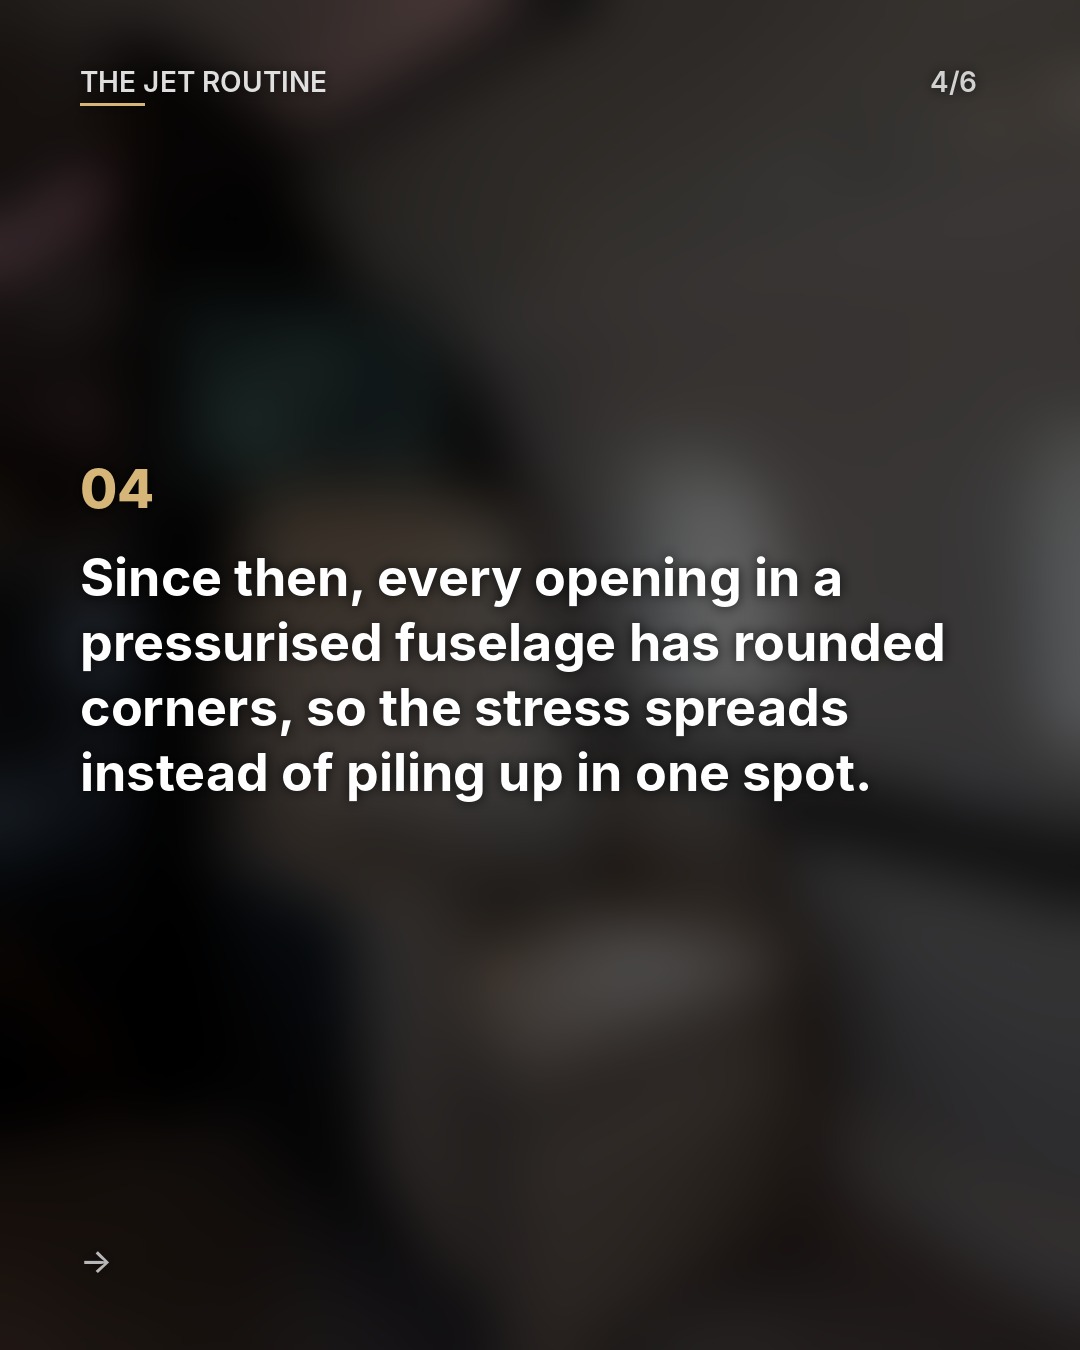 THE JET ROUTINE
4/6
04
Since then, every opening in a
pressurised fuselage has rounded
corners, so the stress spreads
instead of piling up in one spot.
→